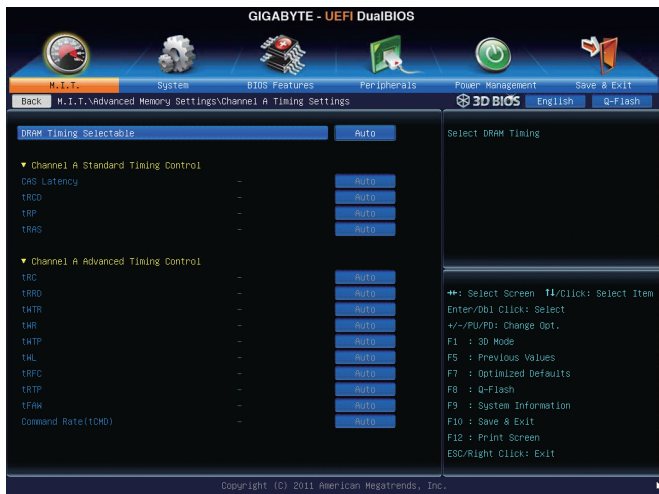 GIGABYTE - UEFI DualBIOS
M.I.T. System BIOS Features Peripherals Power Management Save & Exit
Back M.I.T.\Advanced Memory Settings\Channel A Timing Settings 3D BIOS English Q-Flash
DRAM Timing Selectable Auto Select DRAM Timing
▼ Channel A Standard Timing Control
CAS Latency - Auto
tRCD - Auto
tRP - Auto
tRAS - Auto
▼ Channel A Advanced Timing Control
tRC - Auto
tRRD - Auto
tWTR - Auto
tWR - Auto
tWTP - Auto
tWL - Auto
tRFC - Auto
tRTP - Auto
tFAW - Auto
Command Rate(tCMD) - Auto
→←: Select Screen ↑↓/Click: Select Item
Enter/Dbl Click: Select
+/-/PU/PD: Change Opt.
F1 : 3D Mode
F5 : Previous Values
F7 : Optimized Defaults
F8 : Q-Flash
F9 : System Information
F10 : Save & Exit
F12 : Print Screen
ESC/Right Click: Exit
Copyright (C) 2011 American Megatrends, Inc.